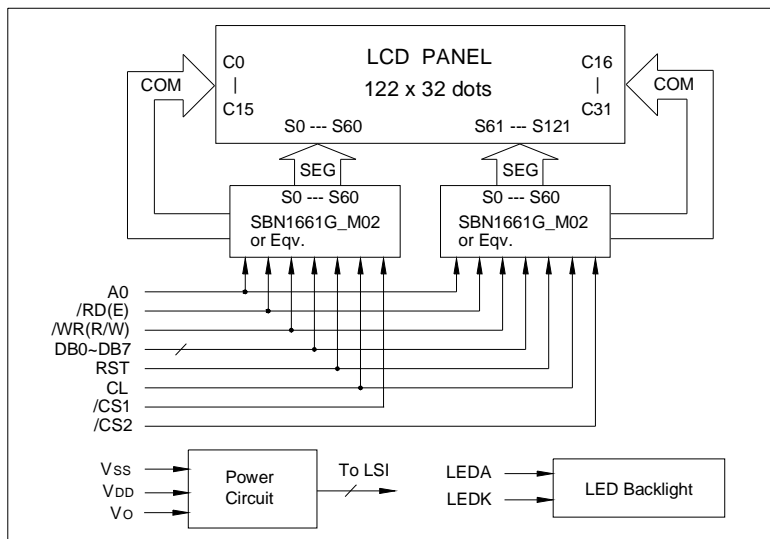 LCD PANEL
122 x 32 dots
C0
|
C15
C16
|
C31
COM
COM
S0 --- S60
S61 --- S121
SEG
SEG
S0 --- S60
SBN1661G_M02
or Eqv.
S0 --- S60
SBN1661G_M02
or Eqv.
A0
/RD(E)
/WR(R/W)
DB0~DB7
RST
CL
/CS1
/CS2
VSS
VDD
VO
Power
Circuit
To LSI
LEDA
LEDK
LED Backlight